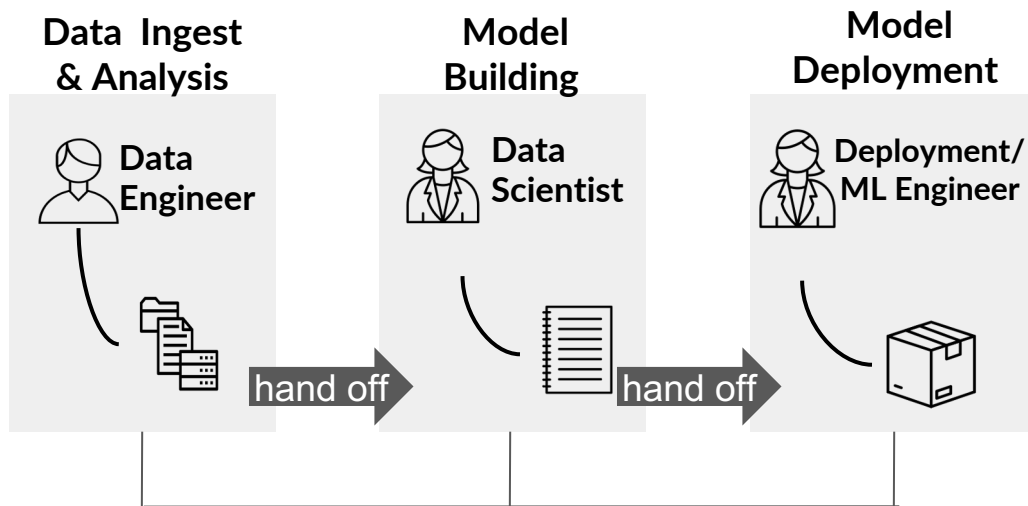 Data Ingest
& Analysis
Model
Building
Model
Deployment
Data
Engineer
Data
Scientist
Deployment/
ML Engineer
hand off
hand off